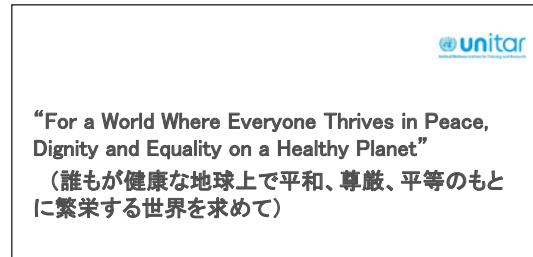 unitar
United Nations Institute for Training and Research
“For a World Where Everyone Thrives in Peace,
Dignity and Equality on a Healthy Planet”
（誰もが健康な地球上で平和、尊厳、平等のもと
に繁栄する世界を求めて）